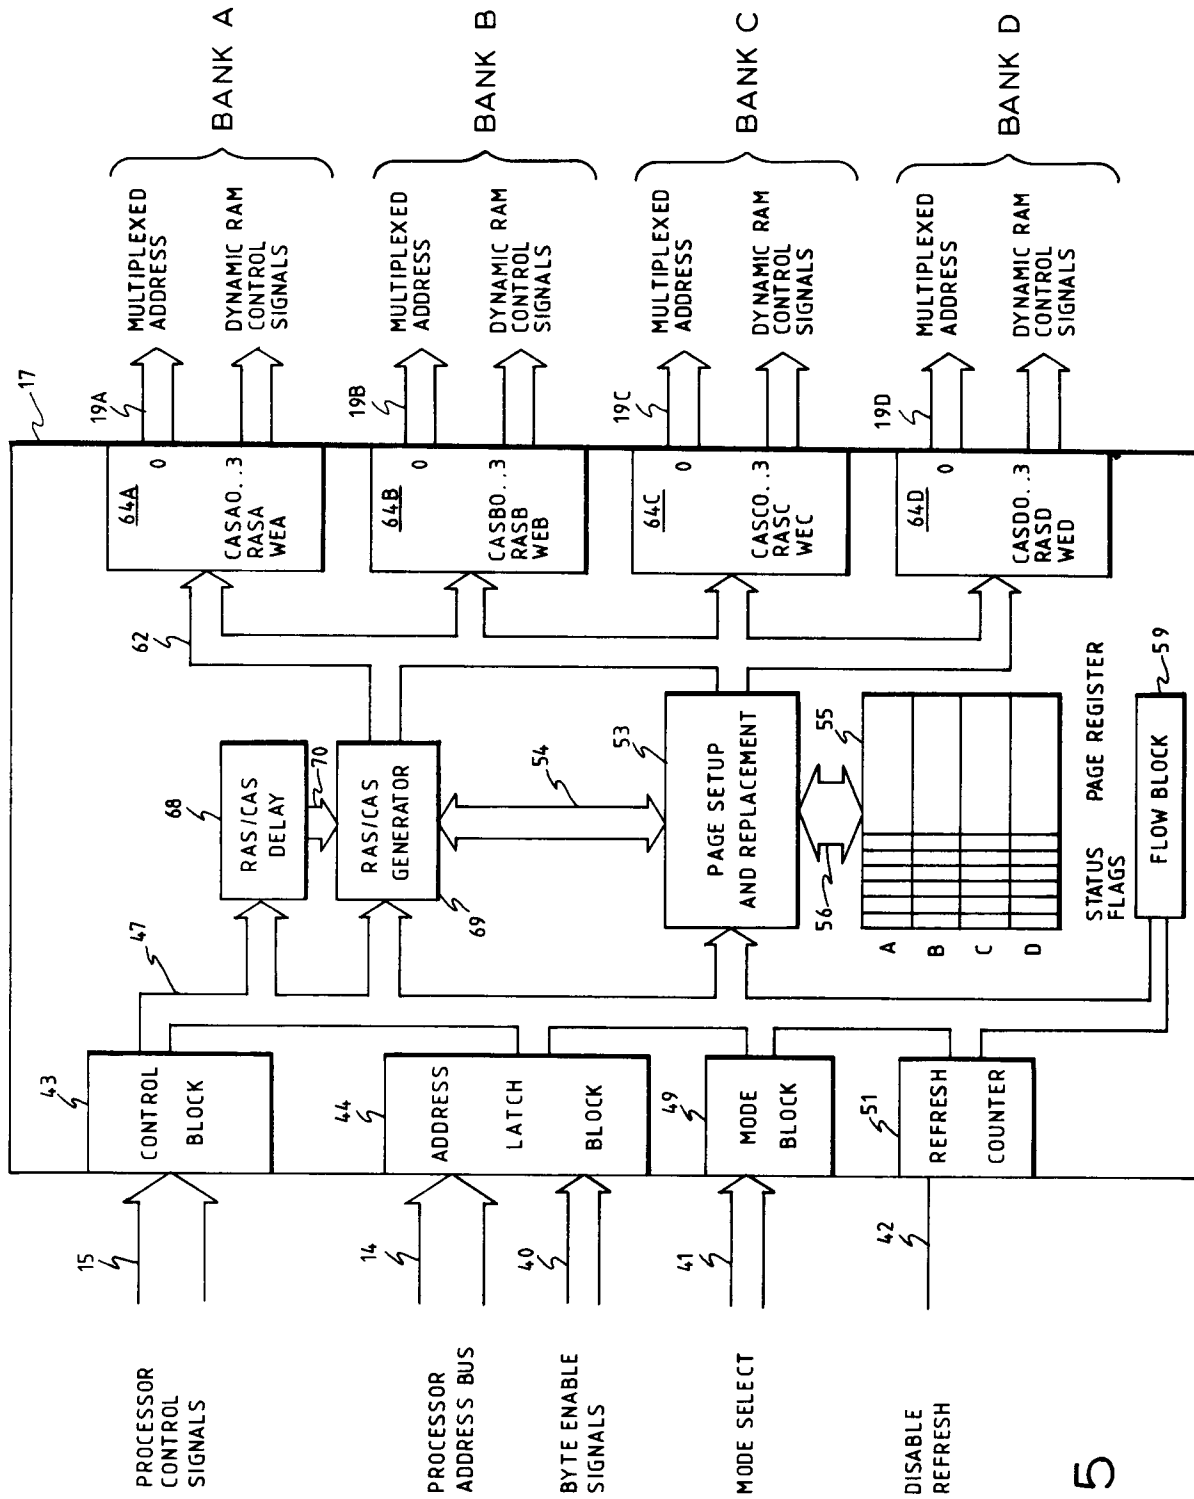 PROCESSOR
CONTROL
SIGNALS
15
PROCESSOR
ADDRESS BUS
14
BYTE ENABLE
SIGNALS
40
MODE SELECT
41
DISABLE
REFRESH
42
43
CONTROL
BLOCK
44
ADDRESS
LATCH
BLOCK
49
MODE
BLOCK
51
REFRESH
COUNTER
47
68
RAS/CAS
DELAY
70
RAS/CAS
GENERATOR
69
54
53
PAGE SETUP
AND REPLACEMENT
56
55
A
B
C
D
STATUS
FLAGS
PAGE REGISTER
FLOW BLOCK
59
62
17
64A
0
CASA0..3
RASA
WEA
64B
0
CASB0..3
RASB
WEB
64C
0
CASC0..3
RASC
WEC
64D
0
CASD0..3
RASD
WED
19A
MULTIPLEXED
ADDRESS
DYNAMIC RAM
CONTROL
SIGNALS
BANK A
19B
MULTIPLEXED
ADDRESS
DYNAMIC RAM
CONTROL
SIGNALS
BANK B
19C
MULTIPLEXED
ADDRESS
DYNAMIC RAM
CONTROL
SIGNALS
BANK C
19D
MULTIPLEXED
ADDRESS
DYNAMIC RAM
CONTROL
SIGNALS
BANK D
5